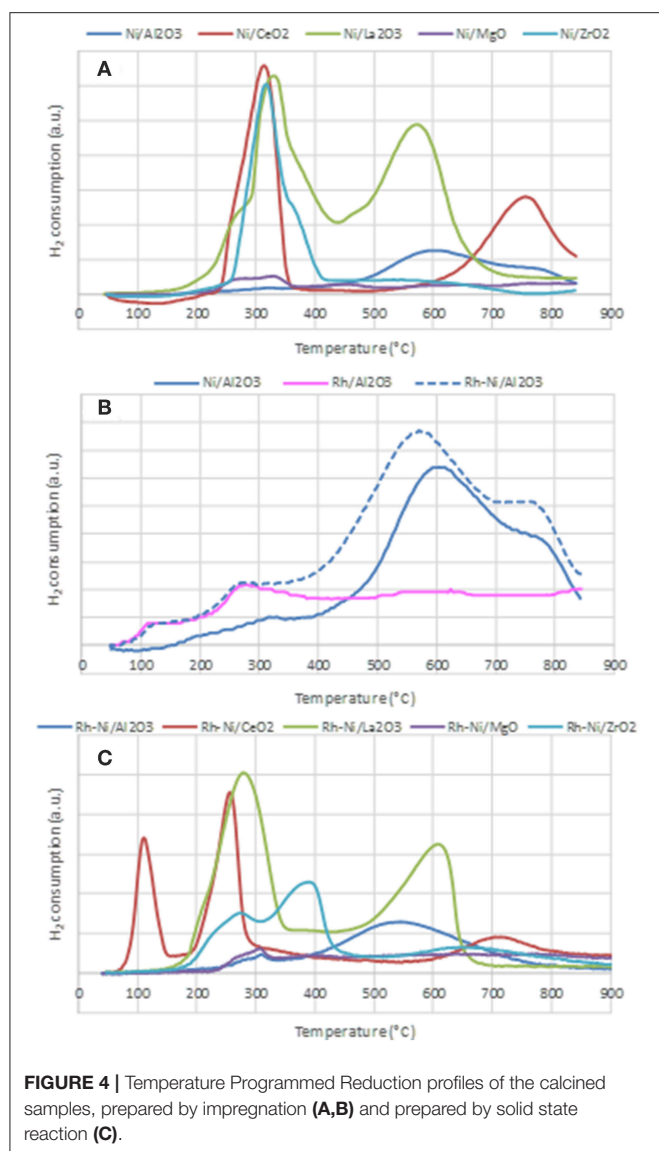 Ni/Al2O3 Ni/CeO2 Ni/La2O3 Ni/MgO Ni/ZrO2
A
H2 consumption (a.u.)
0 100 200 300 400 500 600 700 800 900
Temperature (°C)
Ni/Al2O3 Rh/Al2O3 Rh-Ni/Al2O3
B
H2 consumption (a.u.)
0 100 200 300 400 500 600 700 800 900
Temperature (°C)
Rh-Ni/Al2O3 Rh-Ni/CeO2 Rh-Ni/La2O3 Rh-Ni/MgO Rh-Ni/ZrO2
C
H2 consumption (a.u.)
0 100 200 300 400 500 600 700 800 900
Temperature (°C)
FIGURE 4 | Temperature Programmed Reduction profiles of the calcined
samples, prepared by impregnation (A,B) and prepared by solid state
reaction (C).